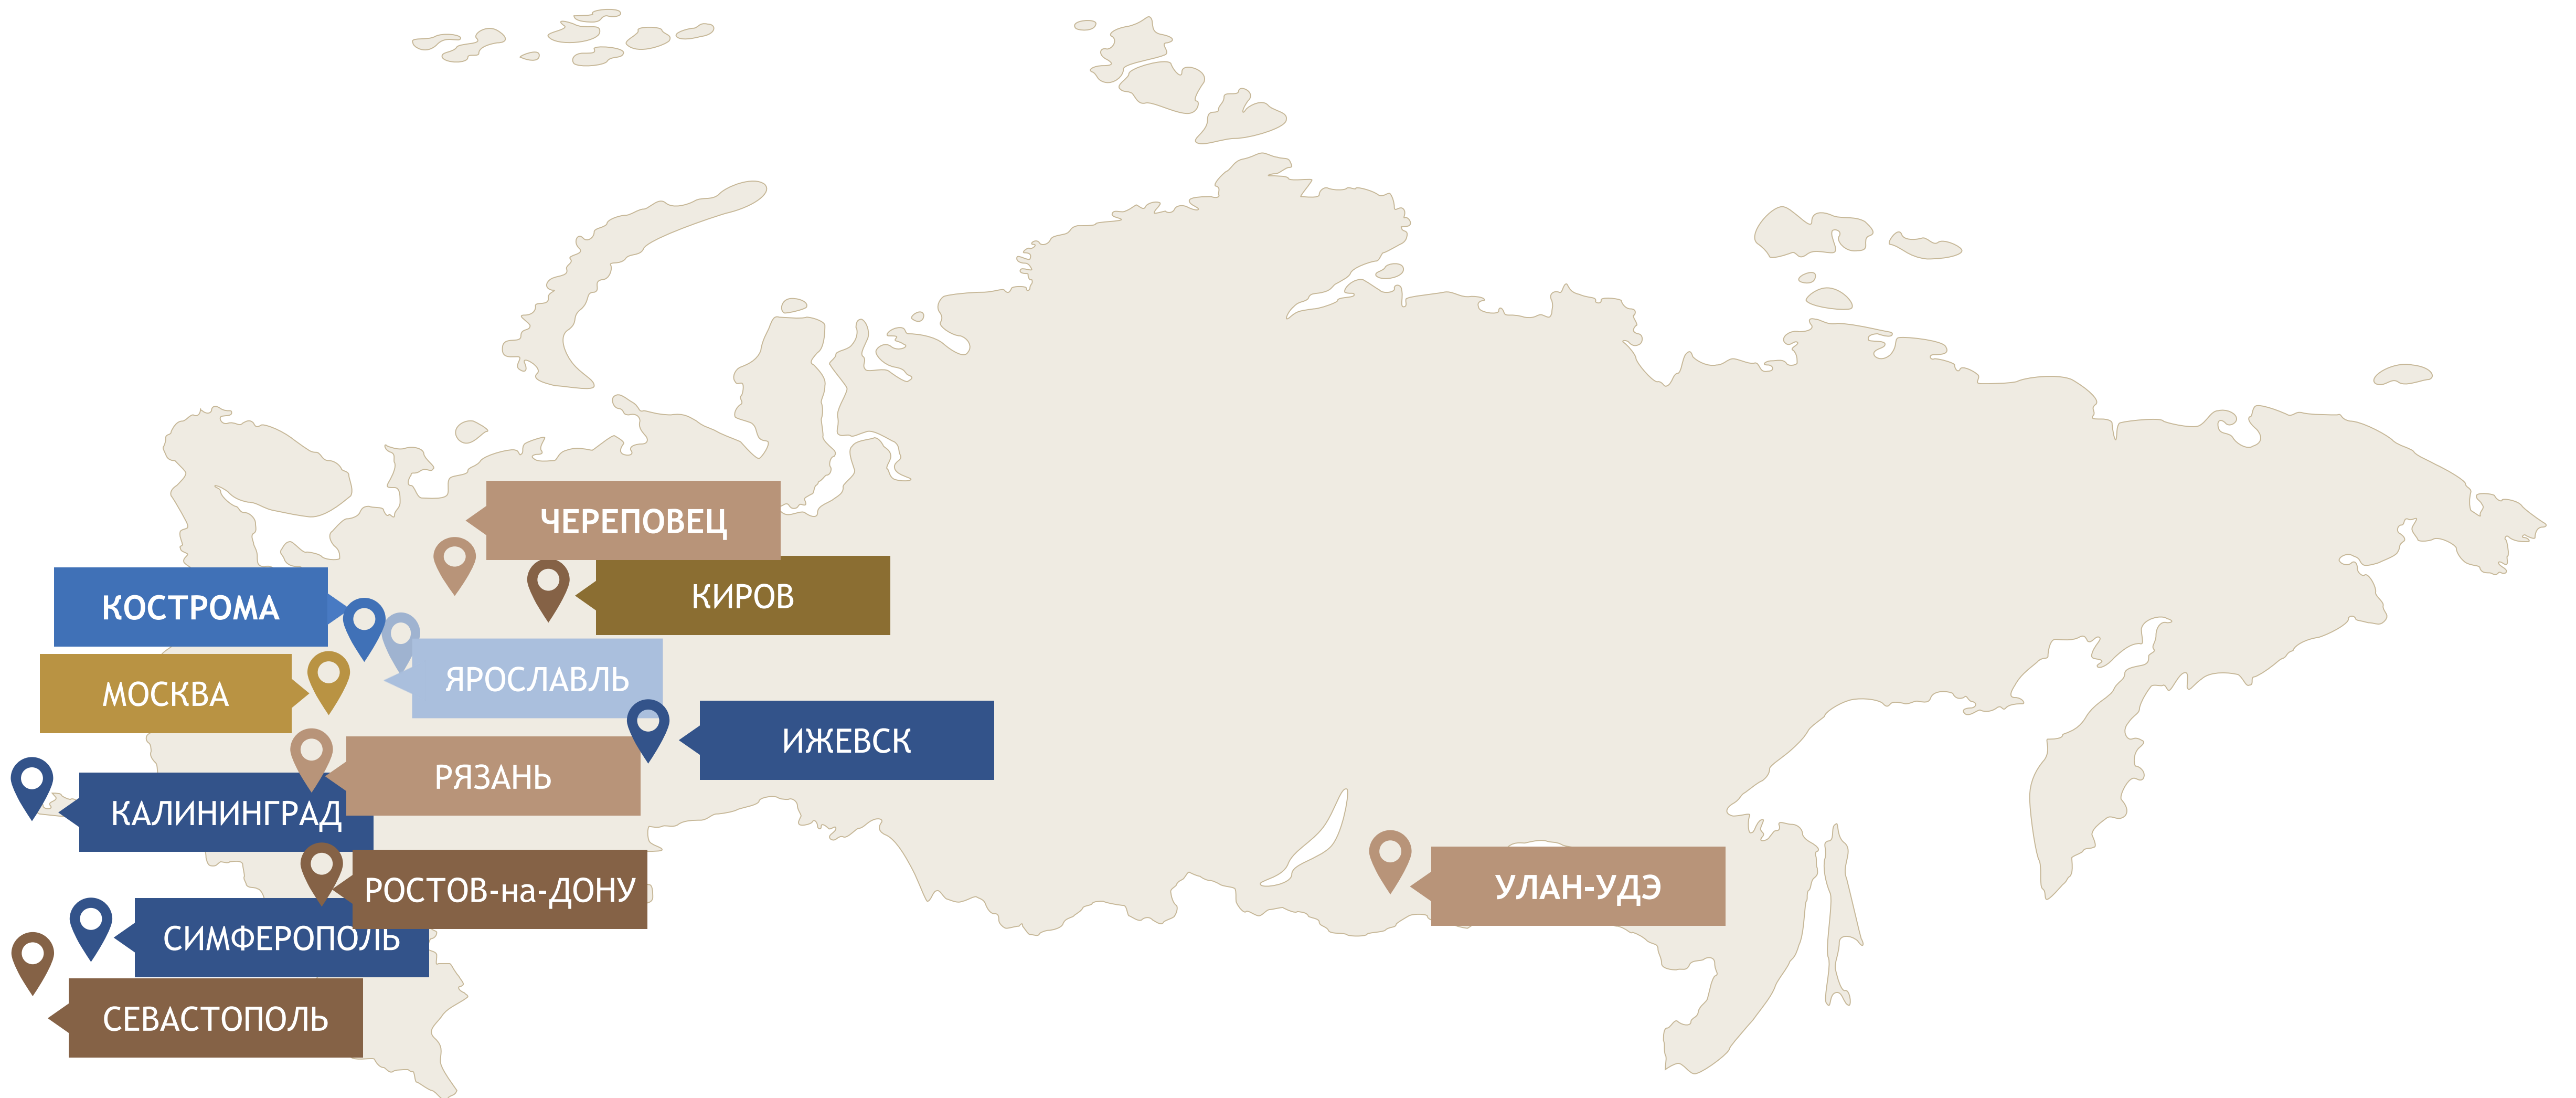 ЧЕРЕПОВЕЦ
КИРОВ
КОСТРОМА
ЯРОСЛАВЛЬ
МОСКВА
ИЖЕВСК
РЯЗАНЬ
КАЛИНИНГРАД
РОСТОВ-на-ДОНУ
УЛАН-УДЭ
СИМФЕРОПОЛЬ
СЕВАСТОПОЛЬ